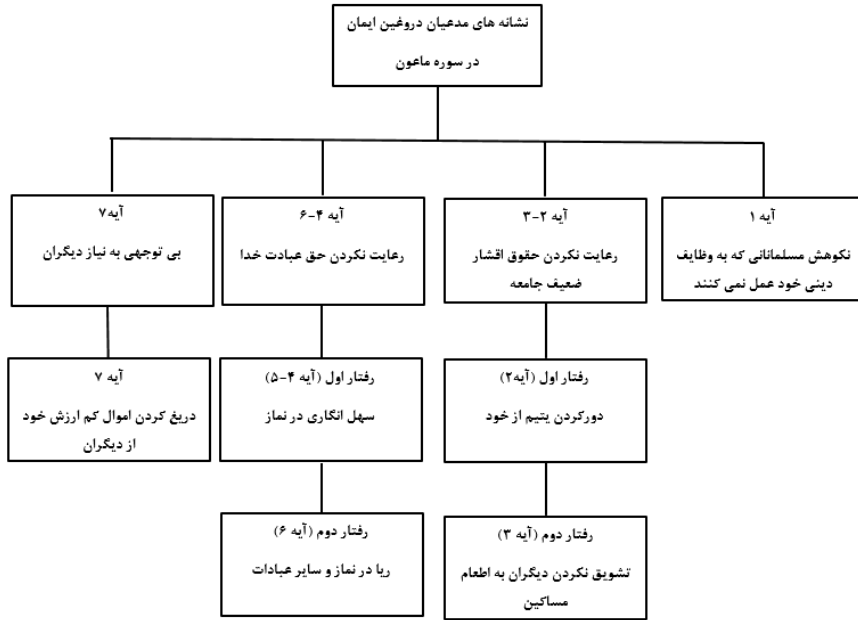 نشانه های مدعیان دروغین ایمان
در سوره ماعون
آیه ۱
نکوهش مسلمانانی که به وظایف
دینی خود عمل نمی کنند
آیه ۲-۳
رعایت نکردن حقوق اقشار
ضعیف جامعه
آیه ۴-۶
رعایت نکردن حق عبادت خدا
آیه ۷
بی توجهی به نیاز دیگران
رفتار اول (آیه۲)
دورکردن یتیم از خود
رفتار اول (آیه ۴-۵)
سهل انگاری در نماز
آیه ۷
دریغ کردن اموال کم ارزش خود
از دیگران
رفتار دوم (آیه ۳)
تشویق نکردن دیگران به اطعام
مساکین
رفتار دوم (آیه ۶)
ریا در نماز و سایر عبادات